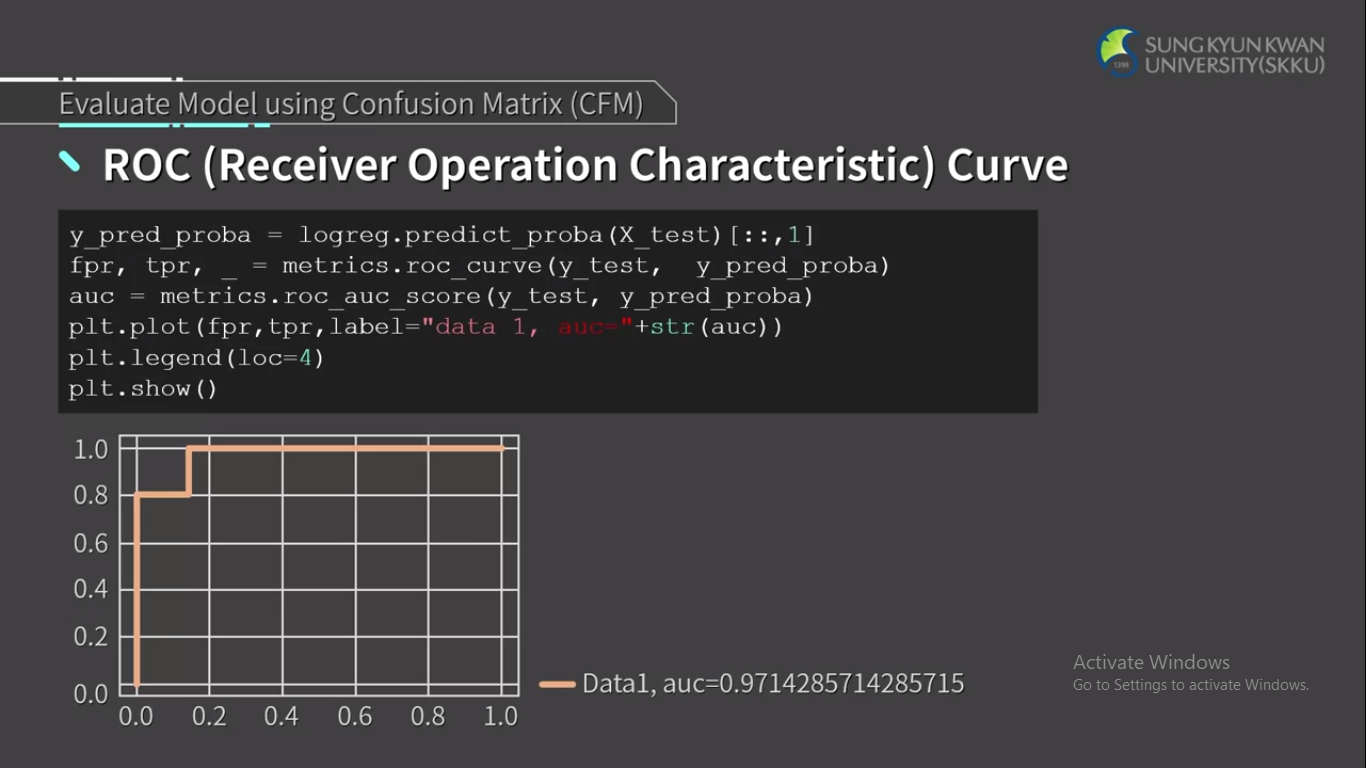 SUNG KYUN KWAN
UNIVERSITY(SKKU)
1398
Evaluate Model using Confusion Matrix (CFM)
ROC (Receiver Operation Characteristic) Curve
y_pred_proba = logreg.predict_proba(X_test)[::,1]
fpr, tpr, _ = metrics.roc_curve(y_test,  y_pred_proba)
auc = metrics.roc_auc_score(y_test, y_pred_proba)
plt.plot(fpr,tpr,label="data 1, auc="+str(auc))
plt.legend(loc=4)
plt.show()
1.0
0.8
0.6
0.4
0.2
0.0
0.0 0.2 0.4 0.6 0.8 1.0
Data1, auc=0.9714285714285715
Activate Windows
Go to Settings to activate Windows.